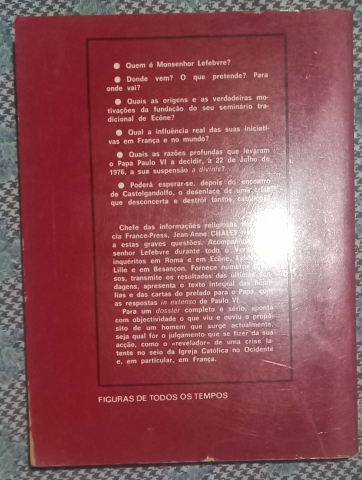 ● Quem é Monsenhor Lefebvre?
● Donde vem? O que pretende? Para
onde vai?
● Quais as origens e as verdadeiras mo-
tivações da fundação do seu seminário tra-
dicional de Ecône?
● Qual a influência real das suas iniciati-
vas em França e no mundo?
● Quais as razões profundas que levaram
o Papa Paulo VI a decidir, a 22 de Julho de
1976, a sua suspensão a divinis?
● Poderá esperar-se, depois do encontro
de Castelgandolfo, o desenlace de uma crise
que desconcerta e destrói tantos católicos?
Chefe das informações religiosas
cia France-Press, Jean-Anne CHALET
a estas graves questões. Acompanhou
senhor Lefebvre durante todo o Verão
inquéritos em Roma e em Ecône,
Lille e em Besançon. Fornece
sos, transmite os resultados das últimas son-
dagens, apresenta o texto integral das homi-
lias e das cartas do prelado para o Papa, com
as respostas in extenso de Paulo VI.
Para um dossier completo e sério, aponta
com objectividade o que viu e ouviu a propó-
sito de um homem que surge actualmente,
seja qual for o julgamento que se fizer da sua
acção, como o «revelador» de uma crise la-
tente no seio da Igreja Católica no Ocidente
e, em particular, em França.
FIGURAS DE TODOS OS TEMPOS